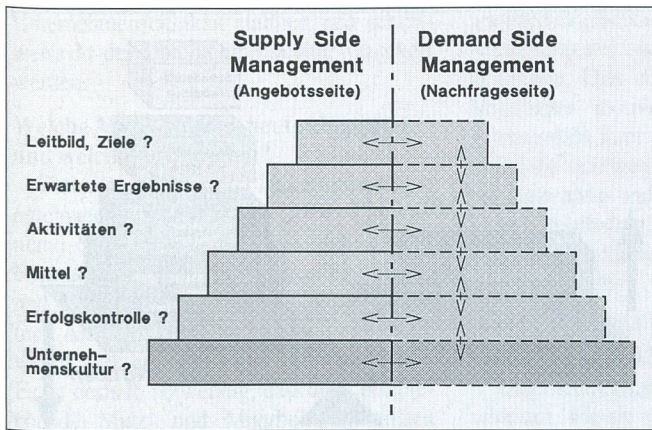 Supply Side
Management
(Angebotsseite)
Demand Side
Management
(Nachfrageseite)
Leitbild, Ziele ?
Erwartete Ergebnisse ?
Aktivitäten ?
Mittel ?
Erfolgskontrolle ?
Unterneh-
menskultur ?